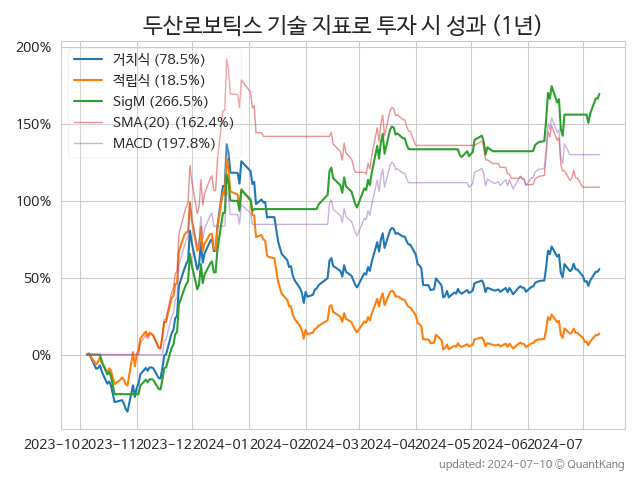 두산로보틱스 기술 지표로 투자 시 성과 (1년)
200%
150%
100%
50%
0%
거치식 (78.5%)
적립식 (18.5%)
SigM (266.5%)
SMA(20) (162.4%)
MACD (197.8%)
2023-10 2023-11 2023-12 2024-01 2024-02 2024-03 2024-04 2024-05 2024-06 2024-07
updated: 2024-07-10 © QuantKang